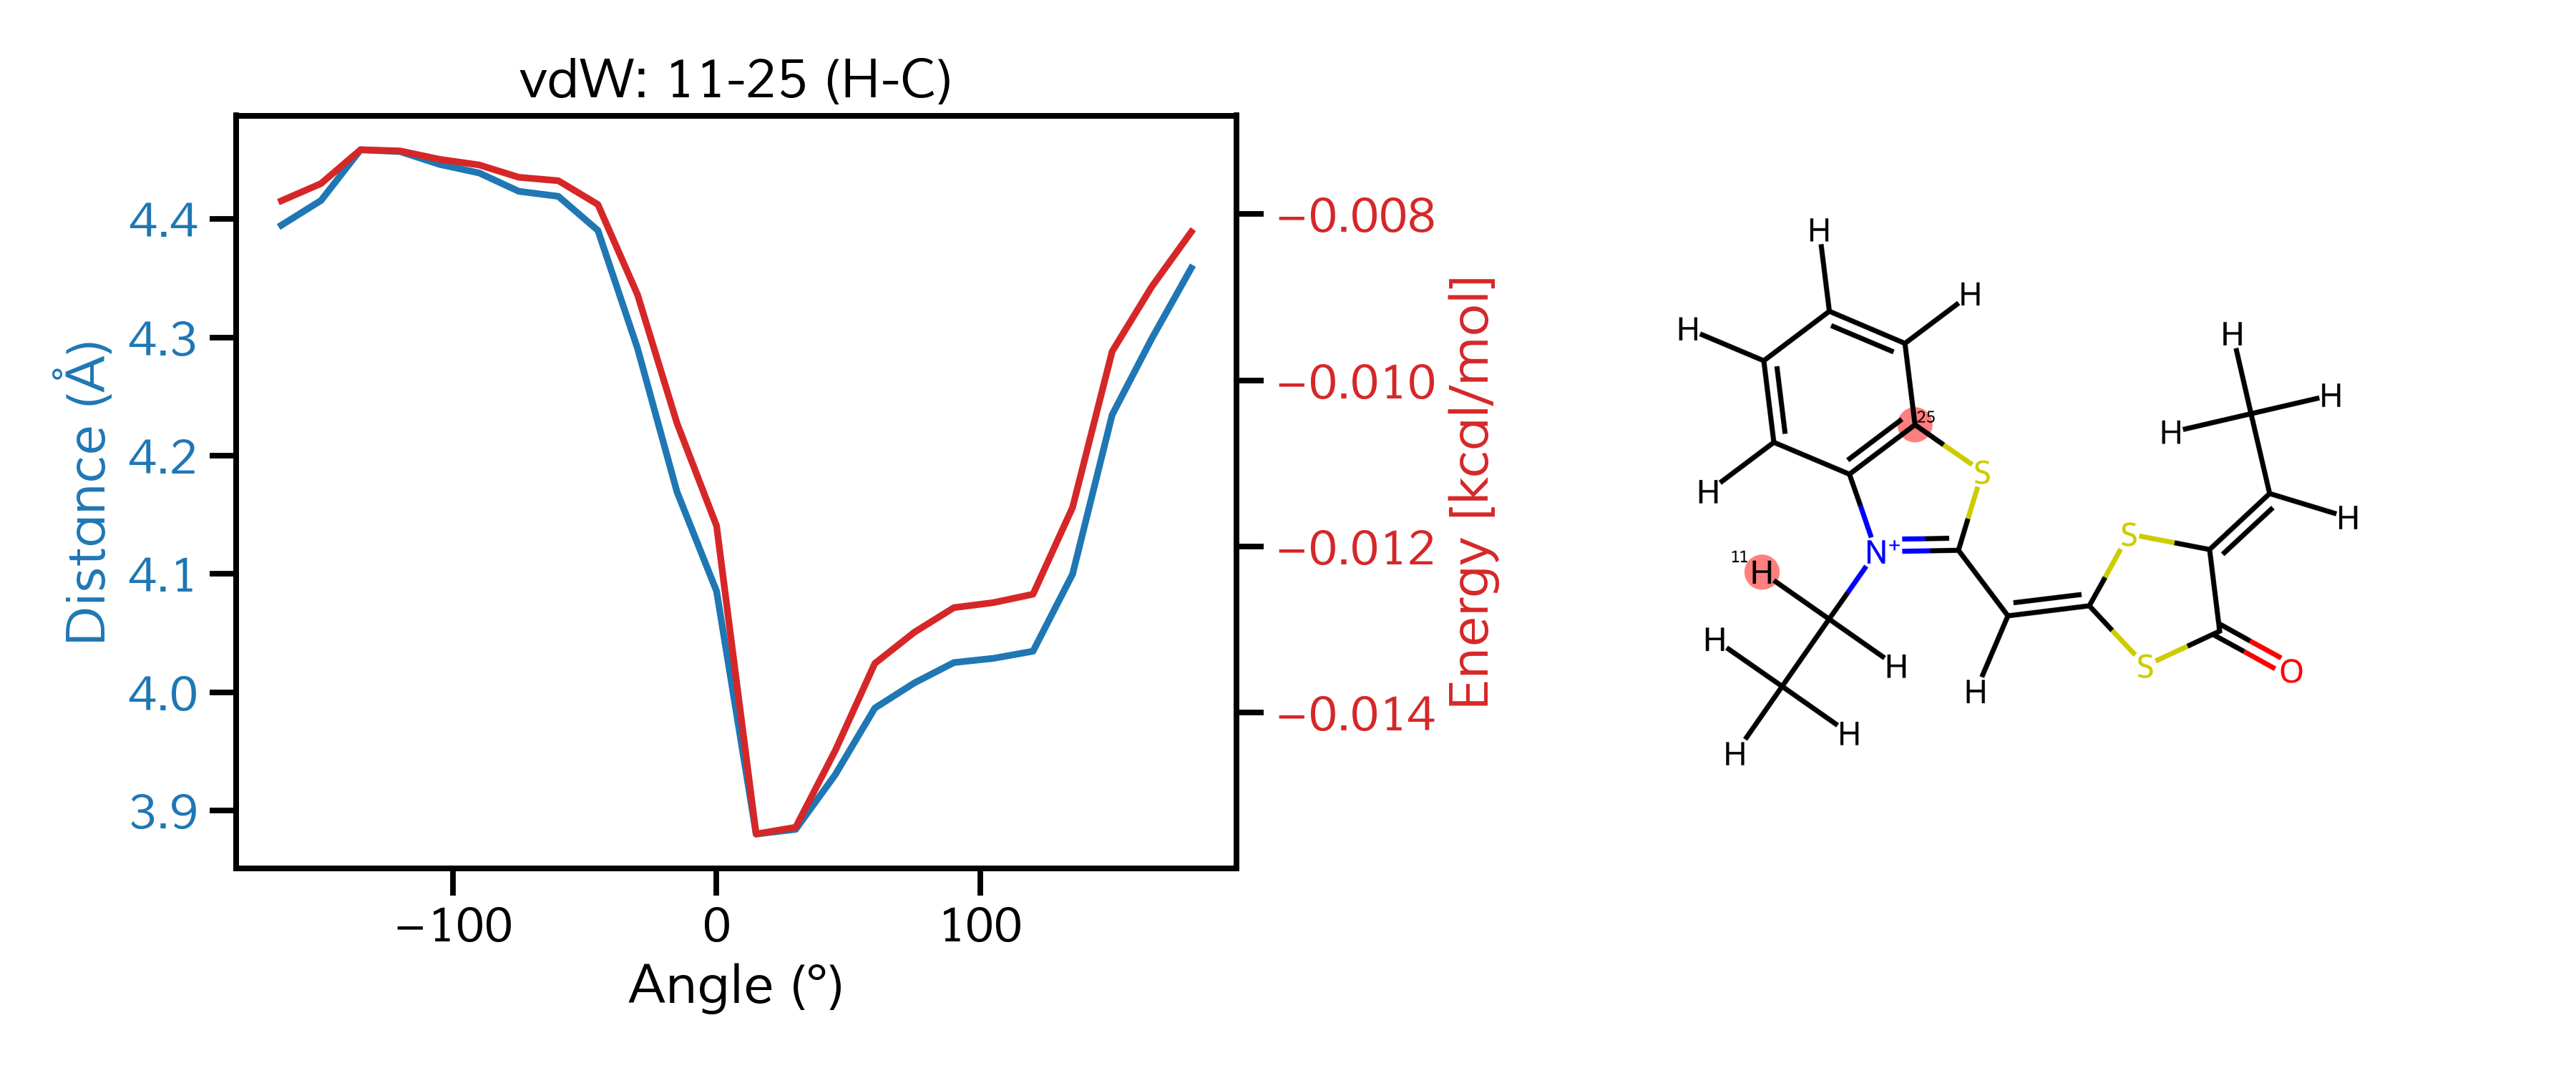 vdW: 11-25 (H-C)
4.4
4.3
4.2
4.1
4.0
3.9
Distance (Å)
−100
0
100
Angle (°)
−0.008
−0.010
−0.012
−0.014
Energy [kcal/mol]
H
H
H
H
H
H
25
H
S
H
H
S
11
H
N+
H
H
H
S
O
H
H